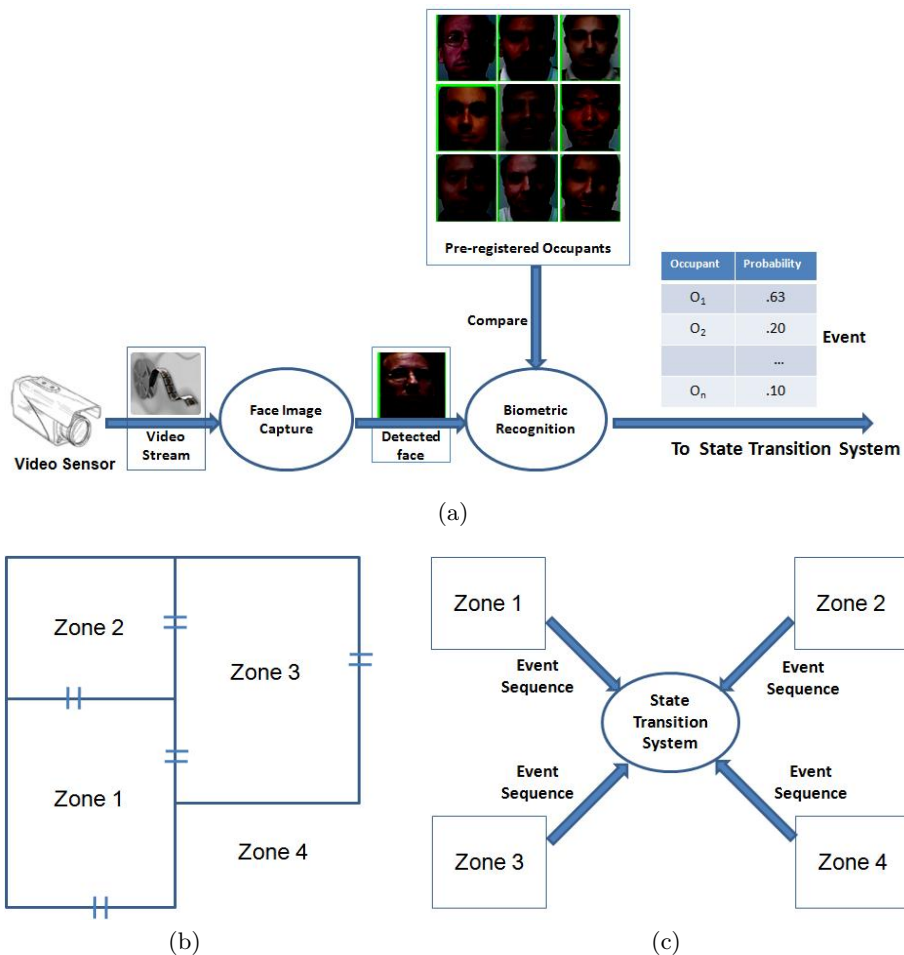 Pre-registered Occupants
Compare
Occupant Probability
O₁ .63
O₂ .20
...
Oₙ .10
Event
Video Sensor
Video
Stream
Face Image
Capture
Detected
face
Biometric
Recognition
To State Transition System
(a)
Zone 2
Zone 3
Zone 1
Zone 4
(b)
Zone 1
Zone 2
Event
Sequence
Event
Sequence
State
Transition
System
Event
Sequence
Event
Sequence
Zone 3
Zone 4
(c)